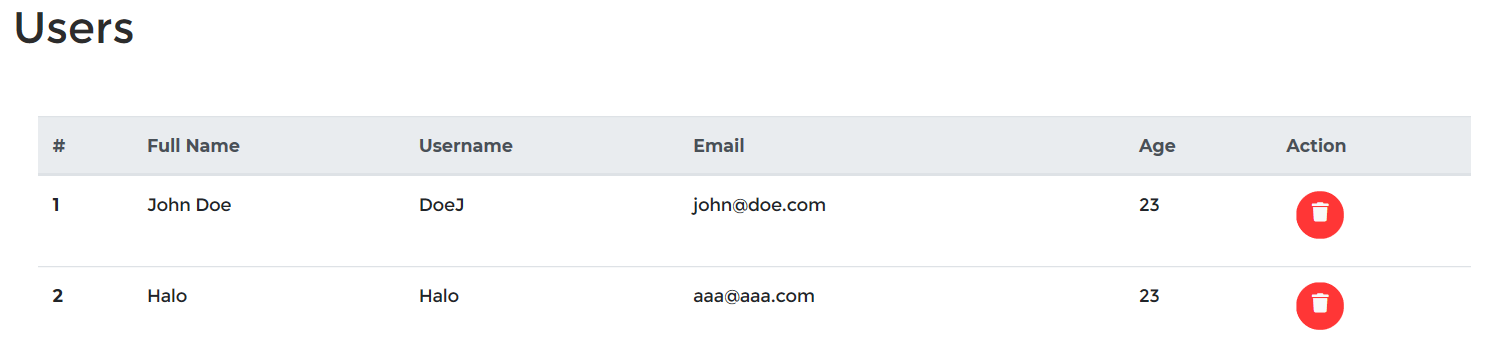 Users
# Full Name Username Email Age Action
1 John Doe DoeJ john@doe.com 23
2 Halo Halo aaa@aaa.com 23